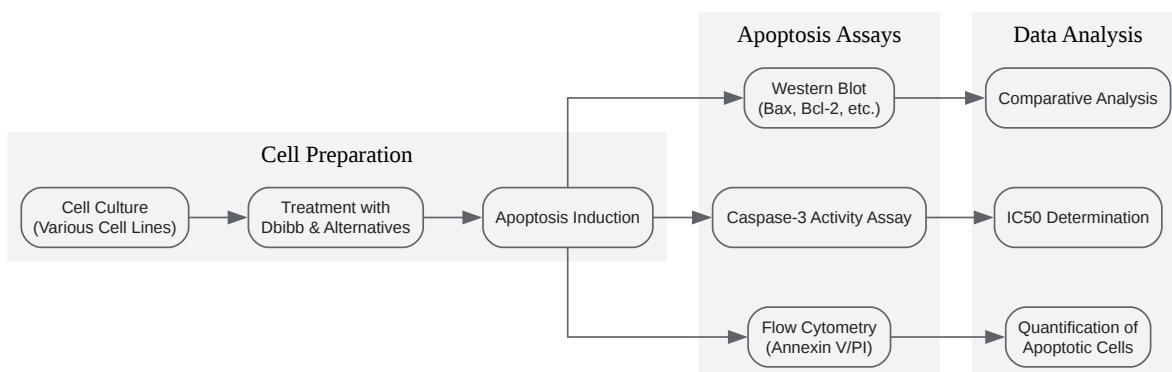 Apoptosis Assays
Data Analysis
Western Blot
(Bax, Bcl-2, etc.)
Comparative Analysis
Cell Preparation
Cell Culture
(Various Cell Lines)
Treatment with
Dbibb & Alternatives
Apoptosis Induction
Caspase-3 Activity Assay
IC50 Determination
Flow Cytometry
(Annexin V/PI)
Quantification of
Apoptotic Cells